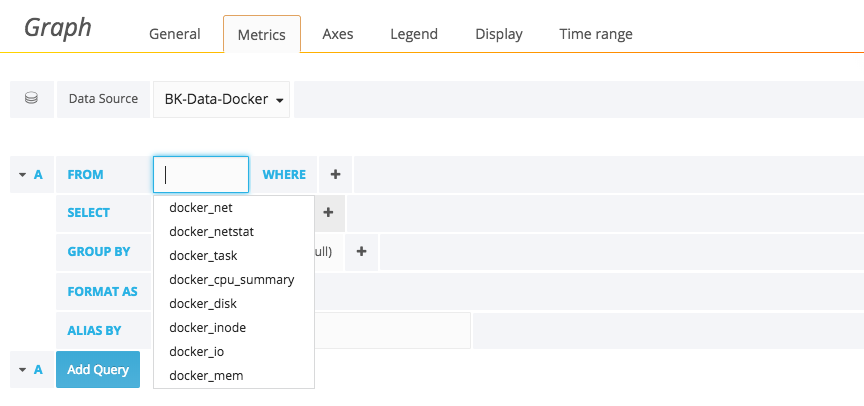 Graph General Metrics Axes Legend Display Time range
Data Source BK-Data-Docker
A FROM WHERE +
docker_net
SELECT +
docker_netstat
GROUP BY ull) +
docker_task
docker_cpu_summary
FORMAT AS
docker_disk
ALIAS BY
docker_inode
docker_io
A Add Query
docker_mem